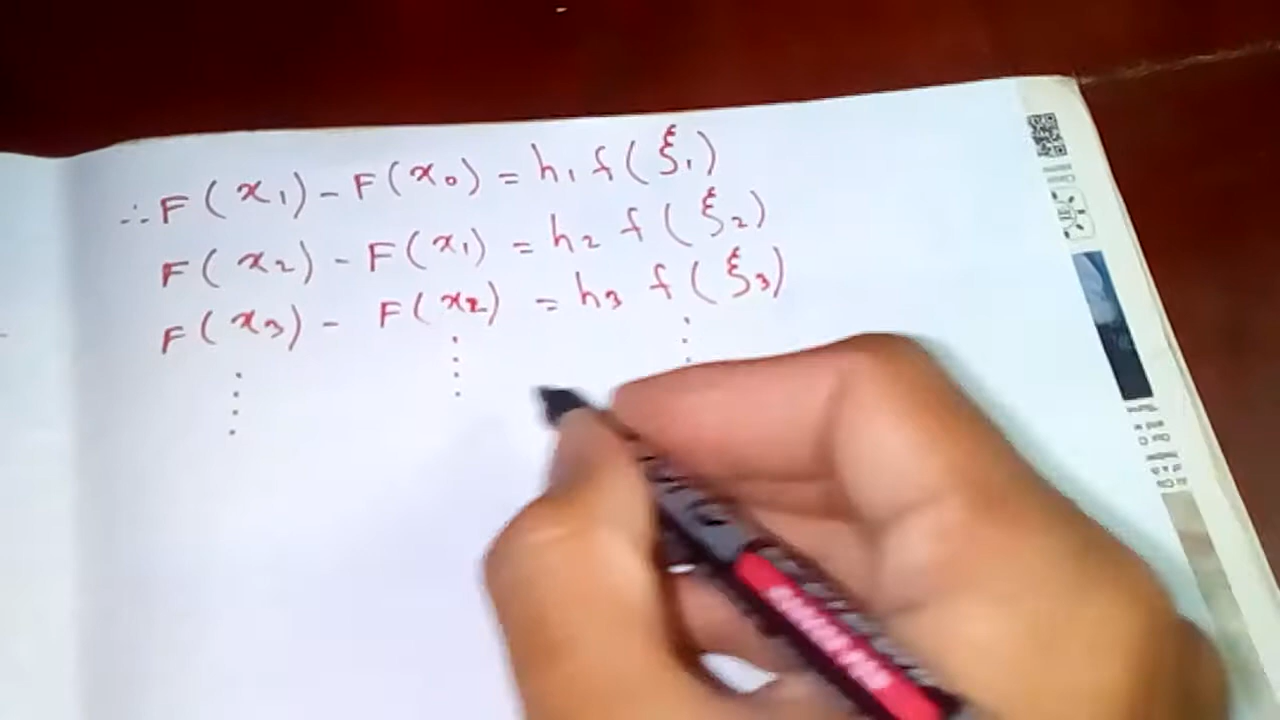 ∴ F(x₁) - F(x₀) = h₁ f(ξ₁)
F(x₂) - F(x₁) = h₂ f(ξ₂)
F(x₃) - F(x₂) = h₃ f(ξ₃)